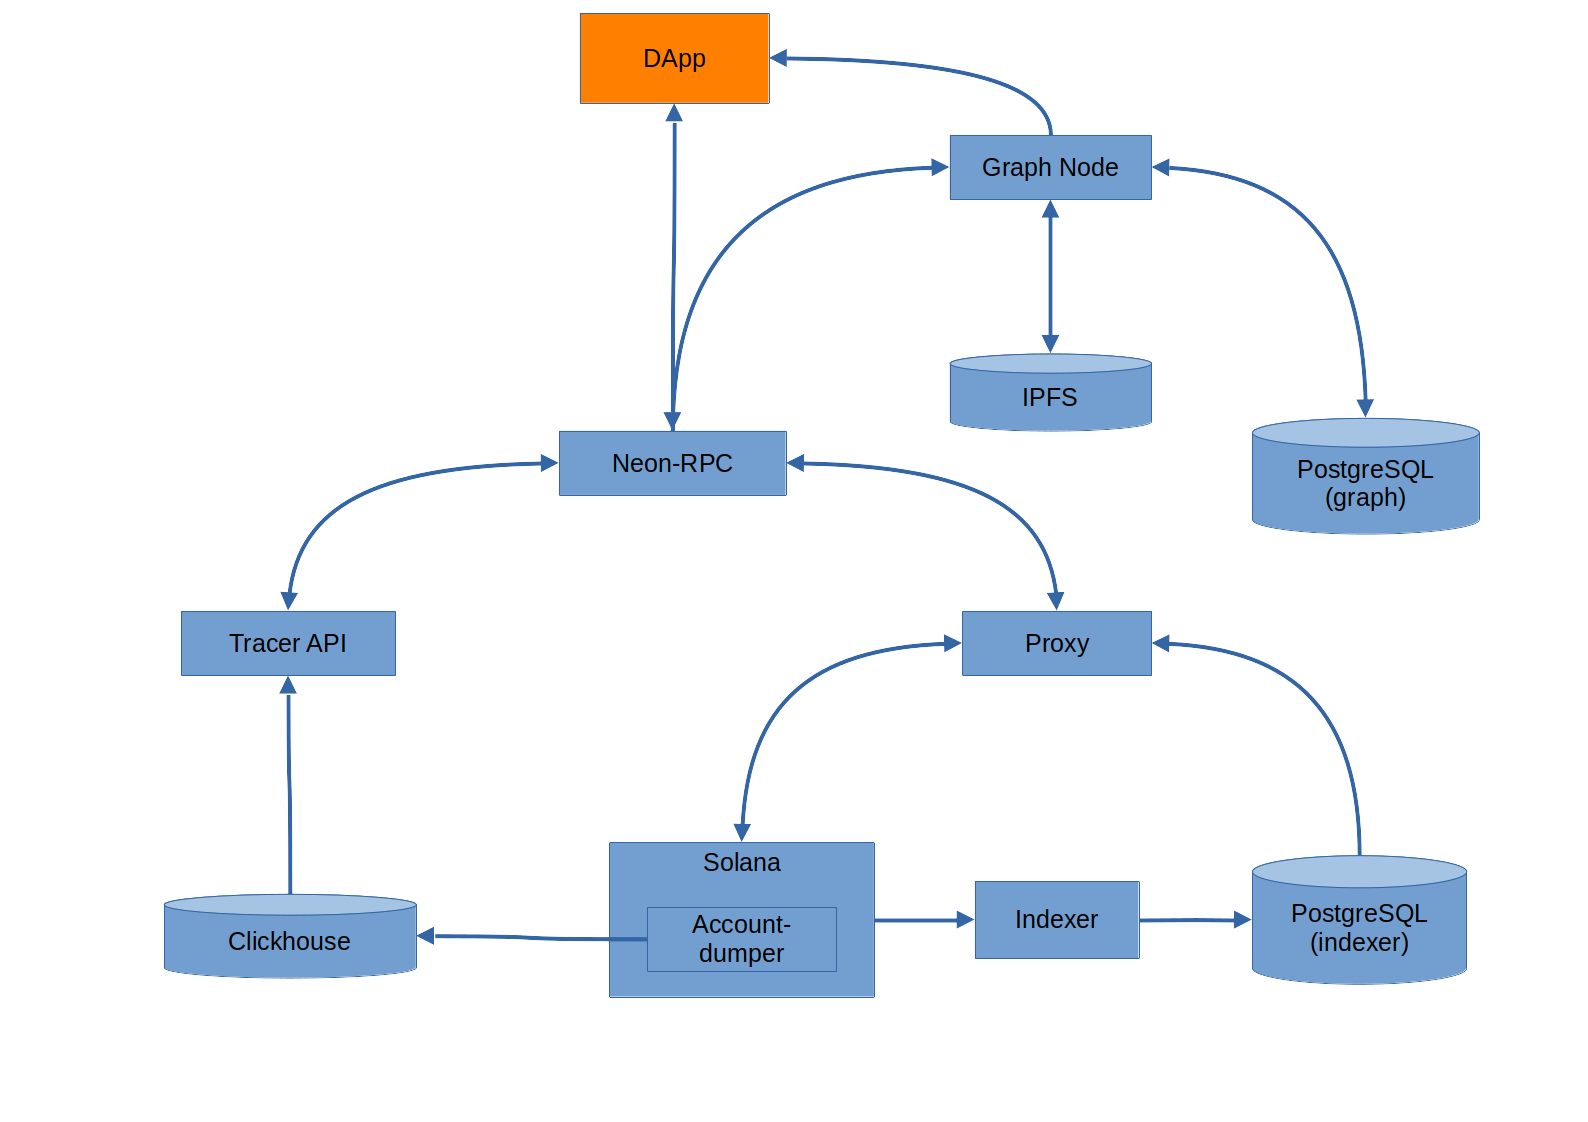 DApp
Graph Node
IPFS
Neon-RPC
PostgreSQL
(graph)
Tracer API
Proxy
Solana
Account-
dumper
Indexer
PostgreSQL
(indexer)
Clickhouse